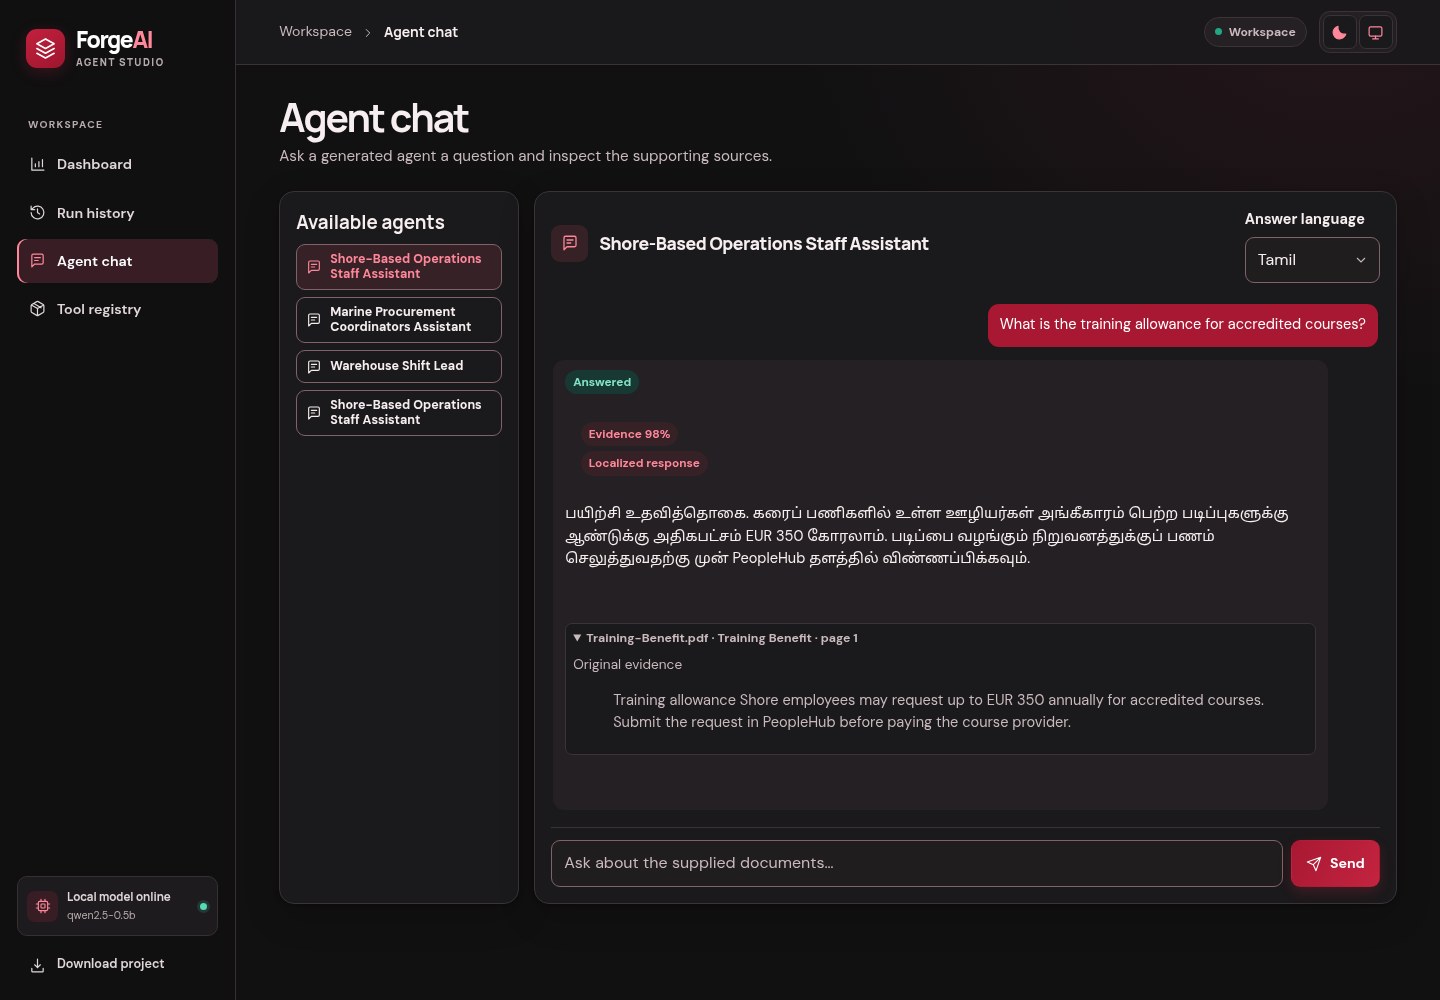 ForgeAI
AGENT STUDIO
WORKSPACE
Dashboard
Run history
Agent chat
Tool registry
Local model online
qwen2.5-0.5b
Download project
Workspace
Agent chat
Workspace
Agent chat
Ask a generated agent a question and inspect the supporting sources.
Available agents
Shore-Based Operations
Staff Assistant
Marine Procurement
Coordinators Assistant
Warehouse Shift Lead
Shore-Based Operations
Staff Assistant
Shore-Based Operations Staff Assistant
Answer language
Tamil
What is the training allowance for accredited courses?
Answered
Evidence 98%
Localized response
பயிற்சி உதவித்தொகை. கரைப் பணிகளில் உள்ள ஊழியர்கள் அங்கீகாரம் பெற்ற படிப்புகளுக்கு
ஆண்டுக்கு அதிகபட்சம் EUR 350 கோரலாம். படிப்பை வழங்கும் நிறுவனத்துக்குப் பணம்
செலுத்துவதற்கு முன் PeopleHub தளத்தில் விண்ணப்பிக்கவும்.
▼ Training-Benefit.pdf · Training Benefit · page 1
Original evidence
Training allowance Shore employees may request up to EUR 350 annually for accredited courses.
Submit the request in PeopleHub before paying the course provider.
Ask about the supplied documents...
Send